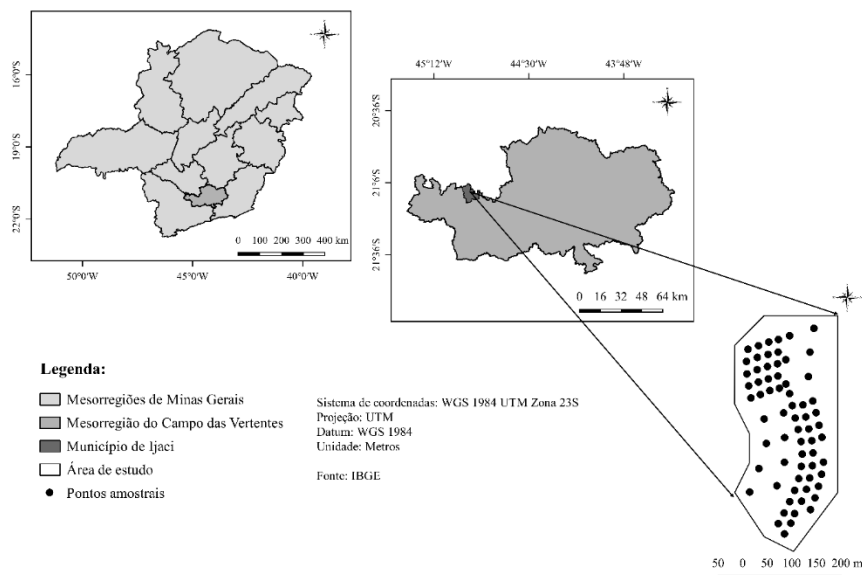 16°0'S
19°0'S
22°0'S
0 100 200 300 400 km
50°0'W 45°0'W 40°0'W
45°12'W 44°30'W 43°48'W
20°36'S
21°6'S
21°36'S
0 16 32 48 64 km
Legenda:
Mesorregiões de Minas Gerais
Mesorregião do Campo das Vertentes
Município de Ijaci
Área de estudo
Pontos amostrais
Sistema de coordenadas: WGS 1984 UTM Zona 23S
Projeção: UTM
Datum: WGS 1984
Unidade: Metros
Fonte: IBGE
50 0 50 100 150 200 m